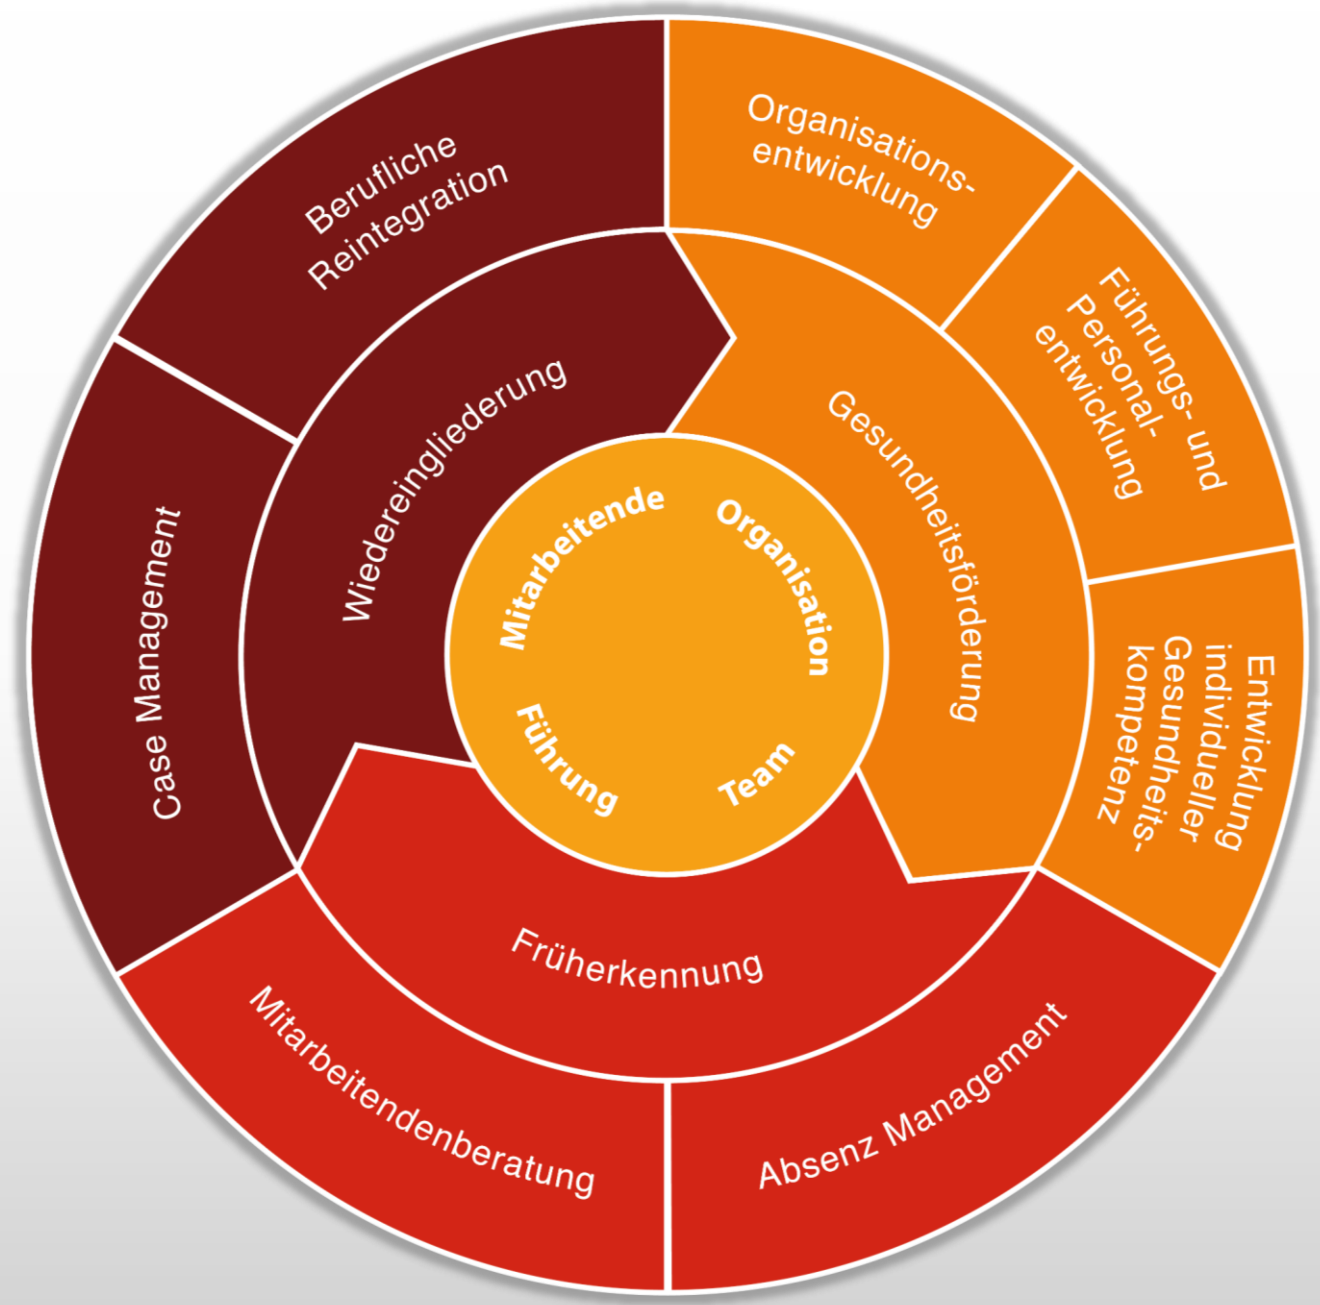 Organisations-
entwicklung
Führungs- und
Personal-
entwicklung
Entwicklung
individueller
Gesundheits-
kompetenz
Absenz Management
Mitarbeitendenberatung
Case Management
Berufliche
Reintegration
Gesundheitsförderung
Früherkennung
Wiedereingliederung
Mitarbeitende
Organisation
Team
Führung